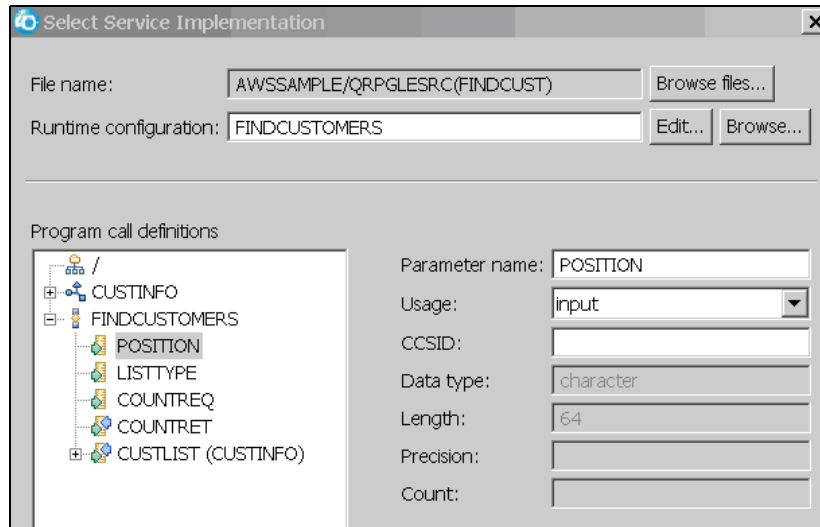 Select Service Implementation
File name: AWSSAMPLE/QRPGLESRC(FINDCUST) Browse files...
Runtime configuration: FINDCUSTOMERS Edit... Browse...
Program call definitions
/
CUSTINFO
FINDCUSTOMERS
POSITION
LISTTYPE
COUNTREQ
COUNTRET
CUSTLIST (CUSTINFO)
Parameter name: POSITION
Usage: input
CCSID:
Data type: character
Length: 64
Precision:
Count: